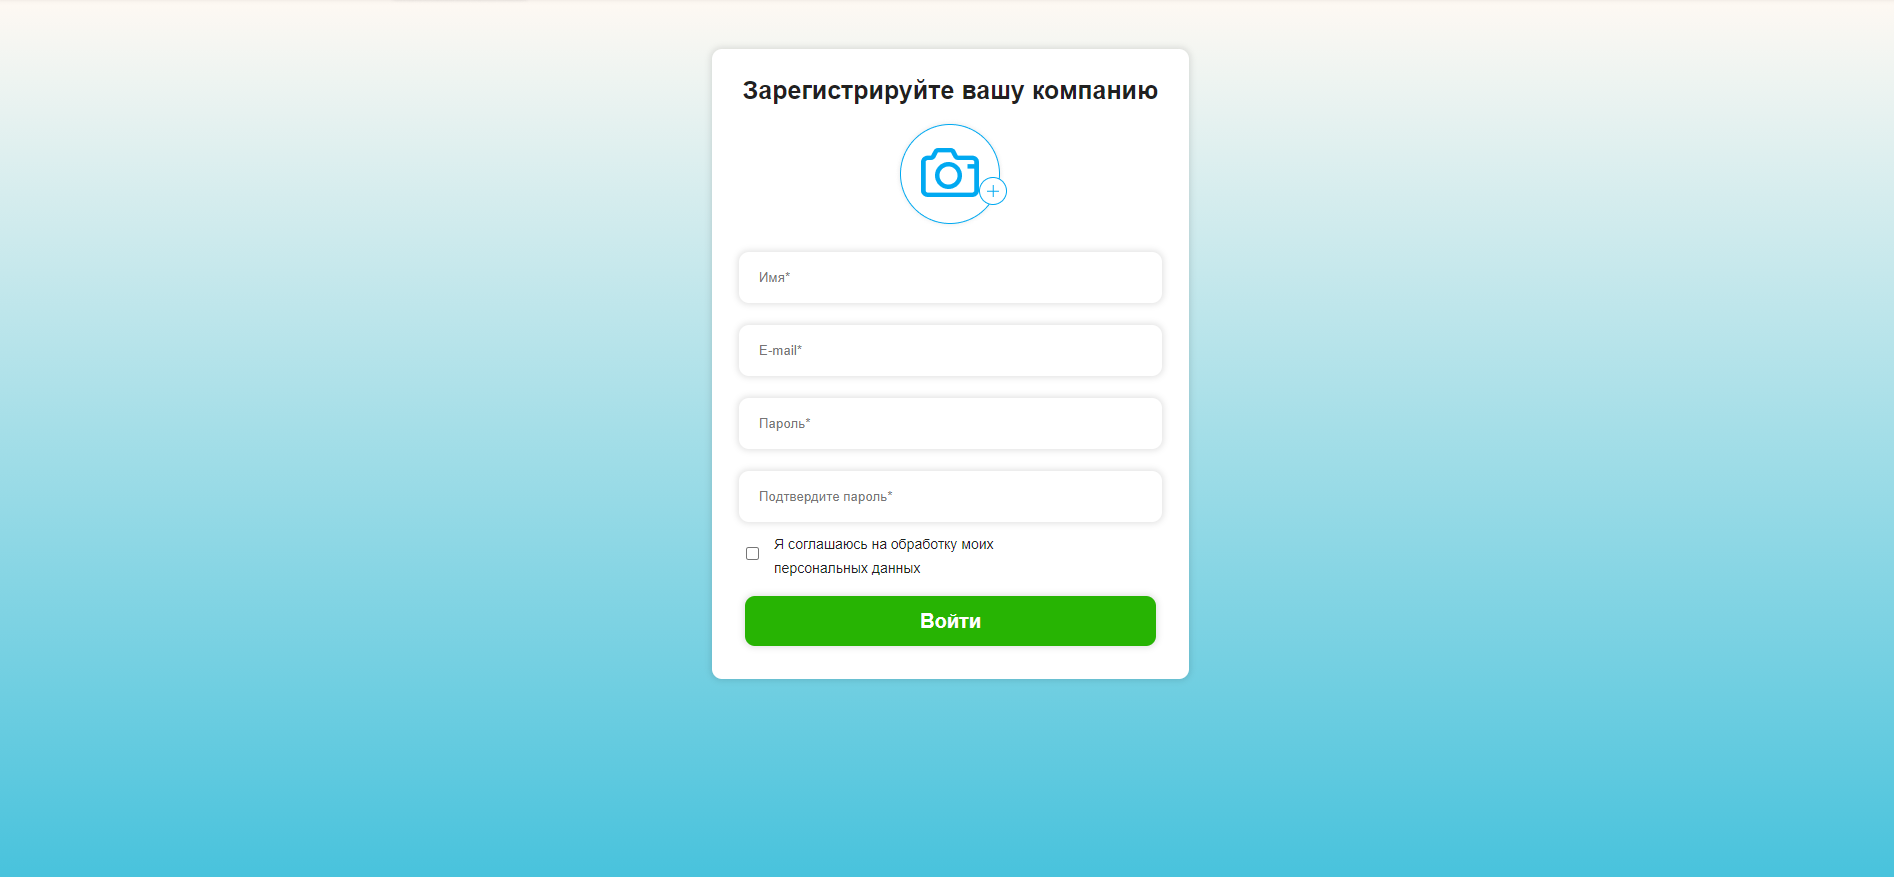 Зарегистрируйте вашу компанию
Имя*
E-mail*
Пароль*
Подтвердите пароль*
Я соглашаюсь на обработку моих
персональных данных
Войти